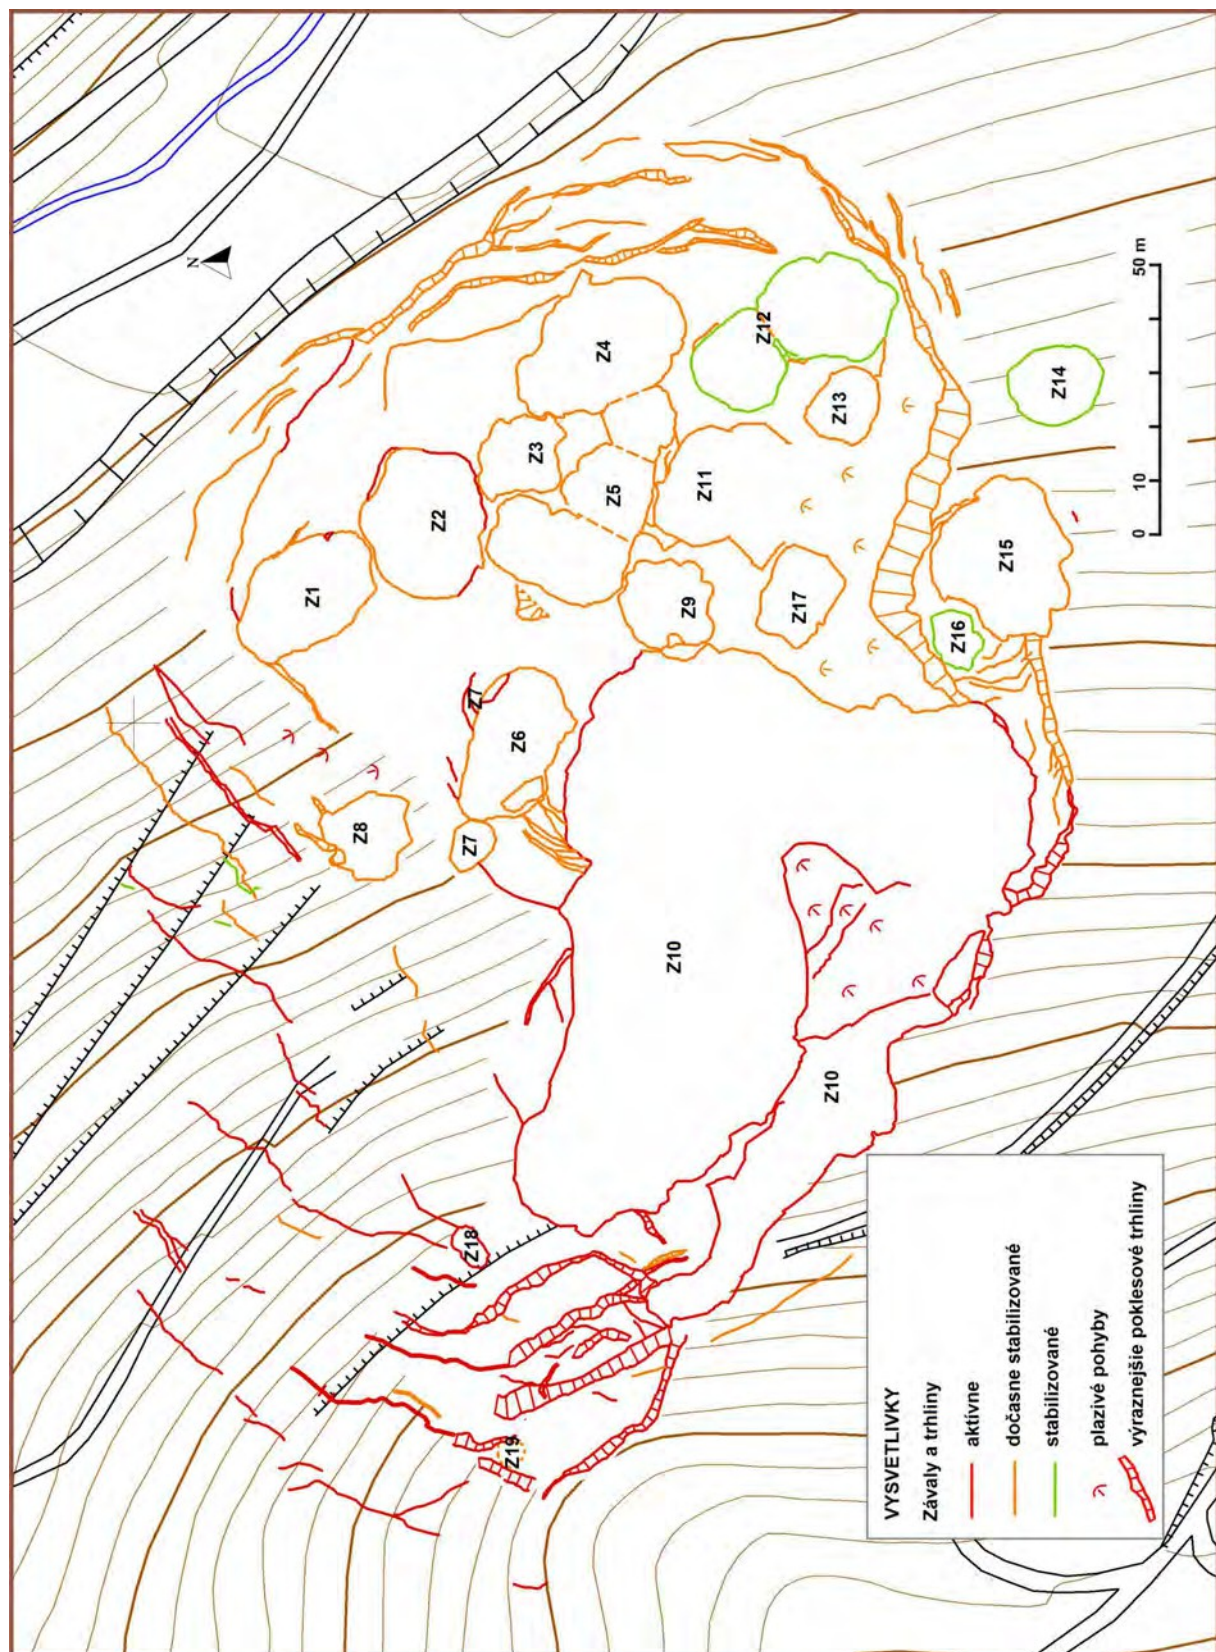 N
Z1
Z2
Z3
Z4
Z5
Z6
Z7
Z7
Z8
Z9
Z10
Z10
Z11
Z12
Z13
Z14
Z15
Z16
Z17
Z18
Z19
0 10 50 m
VYSVETLIVKY
Závaly a trhliny
aktívne
dočasne stabilizované
stabilizované
plazivé pohyby
výraznejšie poklesové trhliny